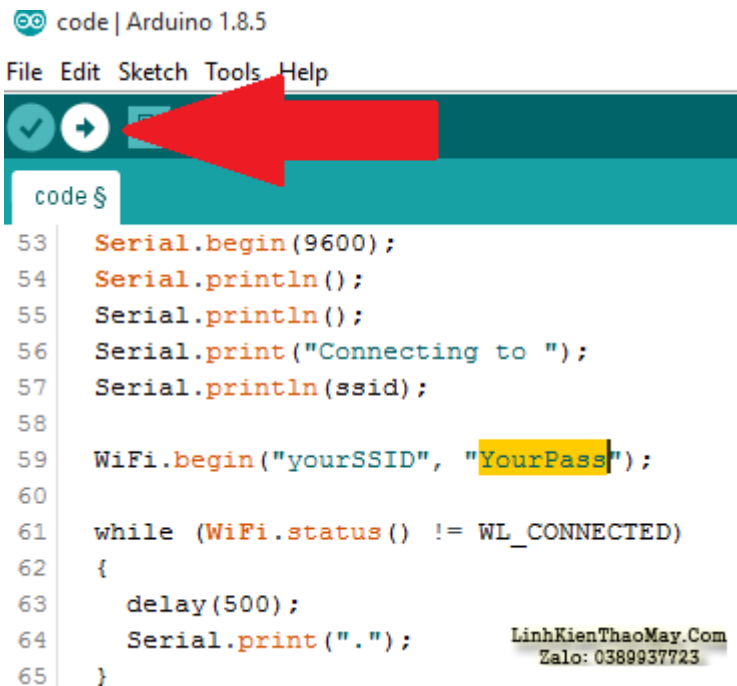 code | Arduino 1.8.5
File Edit Sketch Tools Help
code §
53 Serial.begin(9600);
54 Serial.println();
55 Serial.println();
56 Serial.print("Connecting to ");
57 Serial.println(ssid);
58
59 WiFi.begin("yourSSID", "YourPass");
60
61 while (WiFi.status() != WL_CONNECTED)
62 {
63 delay(500);
64 Serial.print(".");
65 }
LinhKienThaoMay.Com
Zalo: 0389937723